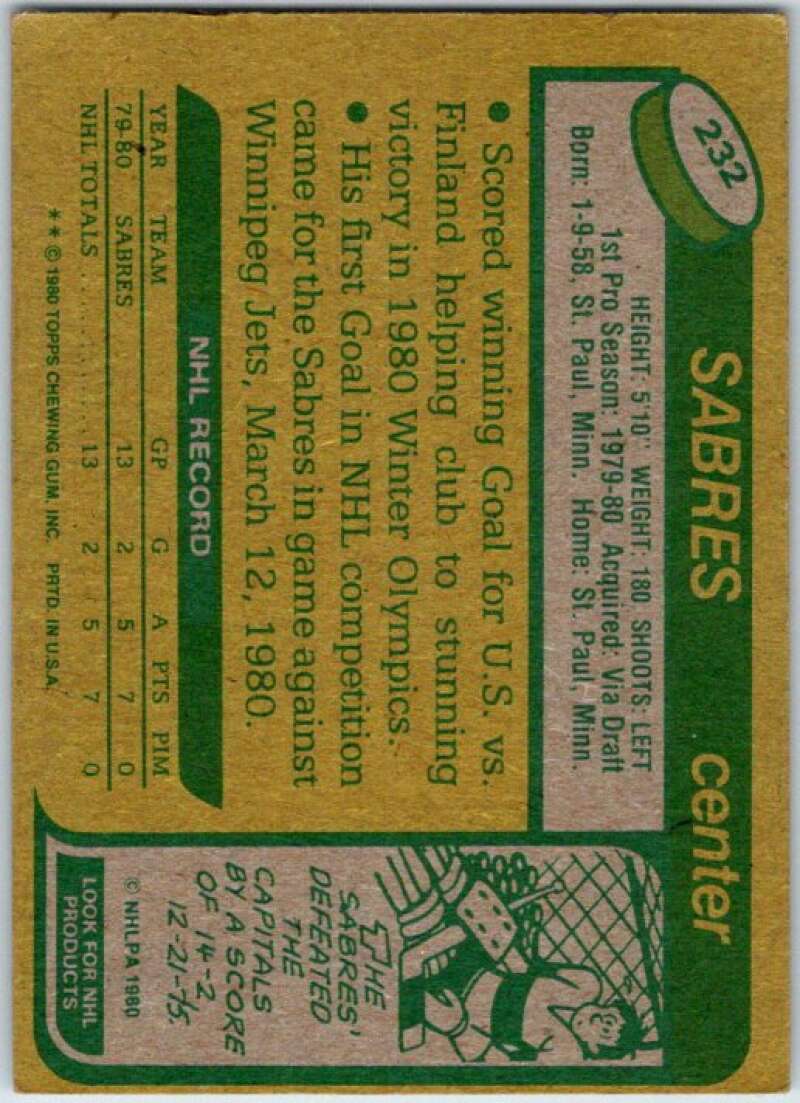 232
SABRES center
HEIGHT: 5'10" WEIGHT: 180 SHOOTS: LEFT
1st Pro Season: 1979-80 Acquired: Via Draft
Born: 1-9-58, St. Paul, Minn. Home: St. Paul, Minn.
● Scored winning Goal for U.S. vs.
Finland helping club to stunning
victory in 1980 Winter Olympics.
● His first Goal in NHL competition
came for the Sabres in game against
Winnipeg Jets, March 12, 1980.
NHL RECORD
YEAR TEAM GP G A PTS PIM
79-80 SABRES 13 2 5 7 0
NHL TOTALS 13 2 5 7 0
**© 1980 TOPPS CHEWING GUM, INC. PRTD. IN U.S.A.
THE
SABRES'
DEFEATED
THE
CAPITALS
BY A SCORE
OF 14-2
12-21-75.
© NHLPA 1980
LOOK FOR NHL
PRODUCTS